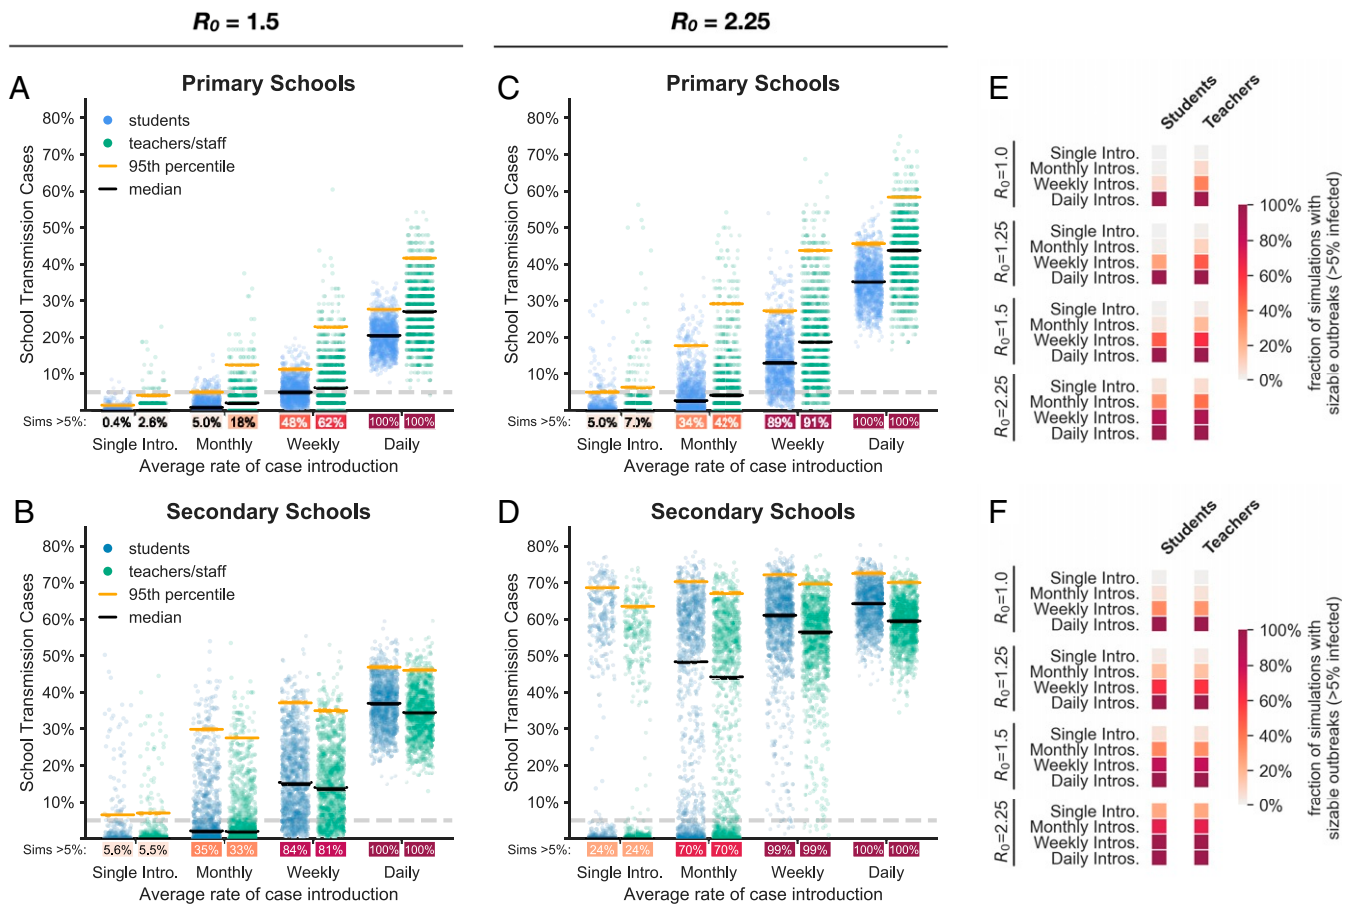 R0 = 1.5
R0 = 2.25
A
Primary Schools
School Transmission Cases
80%
70%
60%
50%
40%
30%
20%
10%
students
teachers/staff
95th percentile
median
Sims >5%: 0.4% 2.6% 5.0% 18% 48% 62% 100% 100%
Single Intro. Monthly Weekly Daily
Average rate of case introduction
C
Primary Schools
School Transmission Cases
80%
70%
60%
50%
40%
30%
20%
10%
Sims >5%: 5.0% 7.0% 34% 42% 89% 91% 100% 100%
Single Intro. Monthly Weekly Daily
Average rate of case introduction
E
Students Teachers
R0=1.0
Single Intro.
Monthly Intros.
Weekly Intros.
Daily Intros.
R0=1.25
Single Intro.
Monthly Intros.
Weekly Intros.
Daily Intros.
R0=1.5
Single Intro.
Monthly Intros.
Weekly Intros.
Daily Intros.
R0=2.25
Single Intro.
Monthly Intros.
Weekly Intros.
Daily Intros.
100%
80%
60%
40%
20%
0%
fraction of simulations with
sizable outbreaks (>5% infected)
B
Secondary Schools
School Transmission Cases
80%
70%
60%
50%
40%
30%
20%
10%
students
teachers/staff
95th percentile
median
Sims >5%: 5.6% 5.5% 35% 33% 84% 81% 100% 100%
Single Intro. Monthly Weekly Daily
Average rate of case introduction
D
Secondary Schools
School Transmission Cases
80%
70%
60%
50%
40%
30%
20%
10%
Sims >5%: 24% 24% 70% 70% 99% 99% 100% 100%
Single Intro. Monthly Weekly Daily
Average rate of case introduction
F
Students Teachers
R0=1.0
Single Intro.
Monthly Intros.
Weekly Intros.
Daily Intros.
R0=1.25
Single Intro.
Monthly Intros.
Weekly Intros.
Daily Intros.
R0=1.5
Single Intro.
Monthly Intros.
Weekly Intros.
Daily Intros.
R0=2.25
Single Intro.
Monthly Intros.
Weekly Intros.
Daily Intros.
100%
80%
60%
40%
20%
0%
fraction of simulations with
sizable outbreaks (>5% infected)